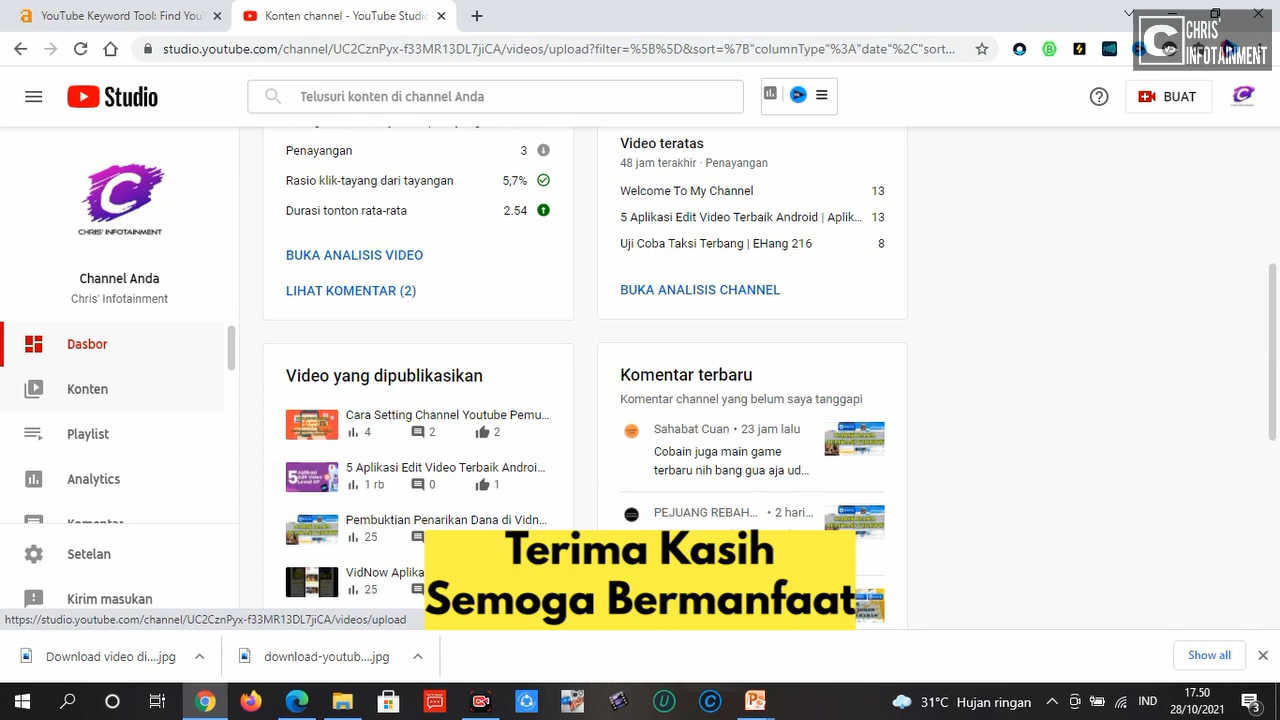 YouTube Keyword Tool: Find You
Konten channel - YouTube Studio
studio.youtube.com/channel/UC2CznPyx-f33MR13DL7jiCA/videos/upload?filter=%5B%5D&sort=%7B"columnType"%3A"date"%2C"sort...
CHRIS'
INFOTAINMENT
Studio
Telusuri konten di channel Anda
BUAT
CHRIS' INFOTAINMENT
Channel Anda
Chris' Infotainment
Dasbor
Konten
Playlist
Analytics
Komentar
Setelan
Kirim masukan
Penayangan 3
Rasio klik-tayang dari tayangan 5,7%
Durasi tonton rata-rata 2.54
BUKA ANALISIS VIDEO
LIHAT KOMENTAR (2)
Video teratas
48 jam terakhir · Penayangan
Welcome To My Channel 13
5 Aplikasi Edit Video Terbaik Android | Aplik... 13
Uji Coba Taksi Terbang | EHang 216 8
BUKA ANALISIS CHANNEL
Video yang dipublikasikan
Cara Setting Channel Youtube Pemu...
4 2 2
5 Aplikasi Edit Video Terbaik Androi...
1 rb 0 1
Pembuktian Penarikan Dana di Vidn...
25
VidNow Aplika
25
Komentar terbaru
Komentar channel yang belum saya tanggapi
Sahabat Cuan • 23 jam lalu
Cobain juga main game
terbaru nih bang gua aja ud...
PEJUANG REBAH... • 2 hari...
Terima Kasih
Semoga Bermanfaat
https://studio.youtube.com/channel/UC2CznPyx-f33MR13DL7jiCA/videos/upload
Download video di....jpg
download-youtub....jpg
Show all
31°C Hujan ringan
IND
17.50
28/10/2021
3